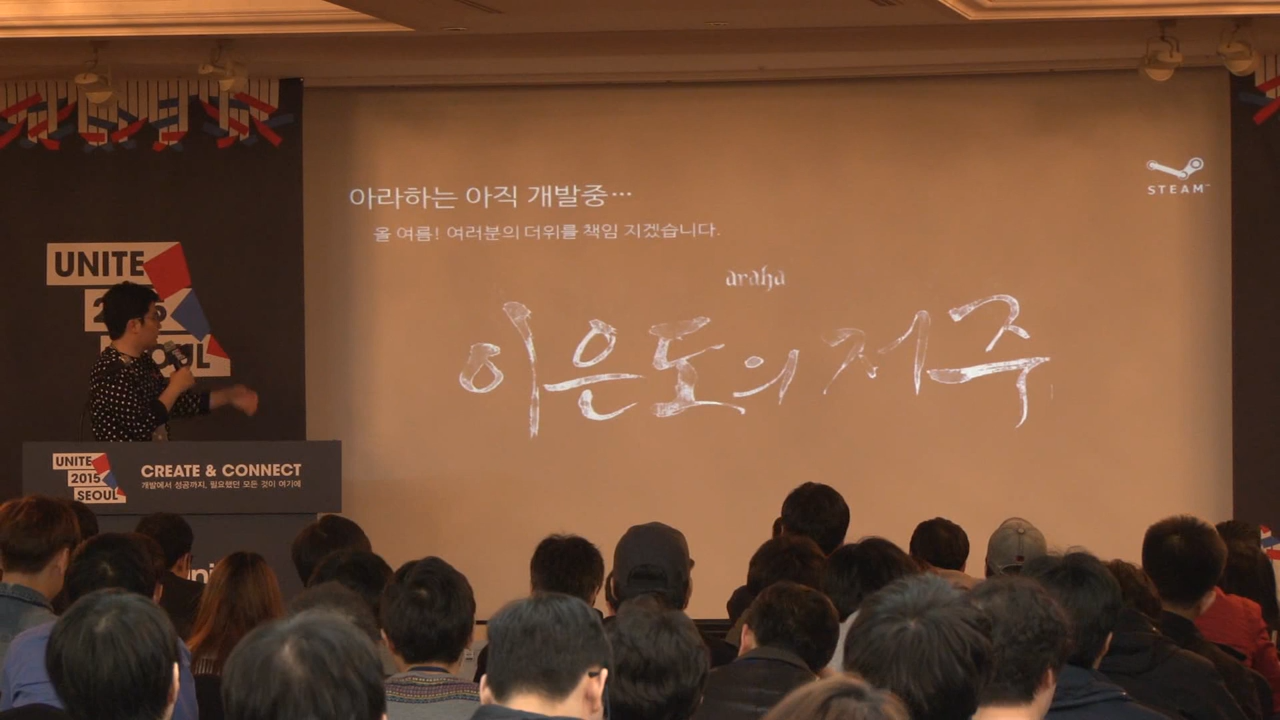 아라하는 아직 개발중…
올 여름! 여러분의 더위를 책임 지겠습니다.
STEAM™
araha
이은도의 저주
UNITE
UNITE
2015
SEOUL
CREATE & CONNECT
개발에서 성공까지, 필요했던 모든 것이 여기에